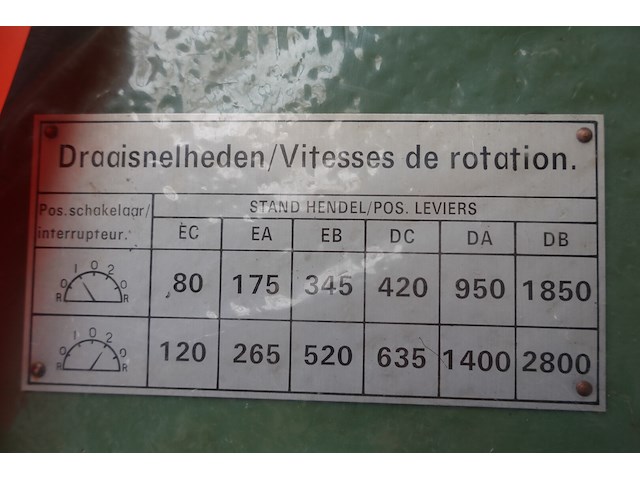 Draaisnelheden/Vitesses de rotation.
Pos.schakelaar/
interrupteur.
STAND HENDEL/POS. LEVIERS
EC EA EB DC DA DB
R 0 1 0 2 0 R
80 175 345 420 950 1850
R 0 1 0 2 0 R
120 265 520 635 1400 2800